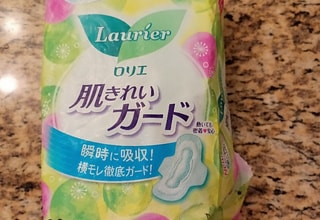 Laurier
ロリエ
肌きれい
ガード
瞬時に吸収!
横モレ徹底ガード!